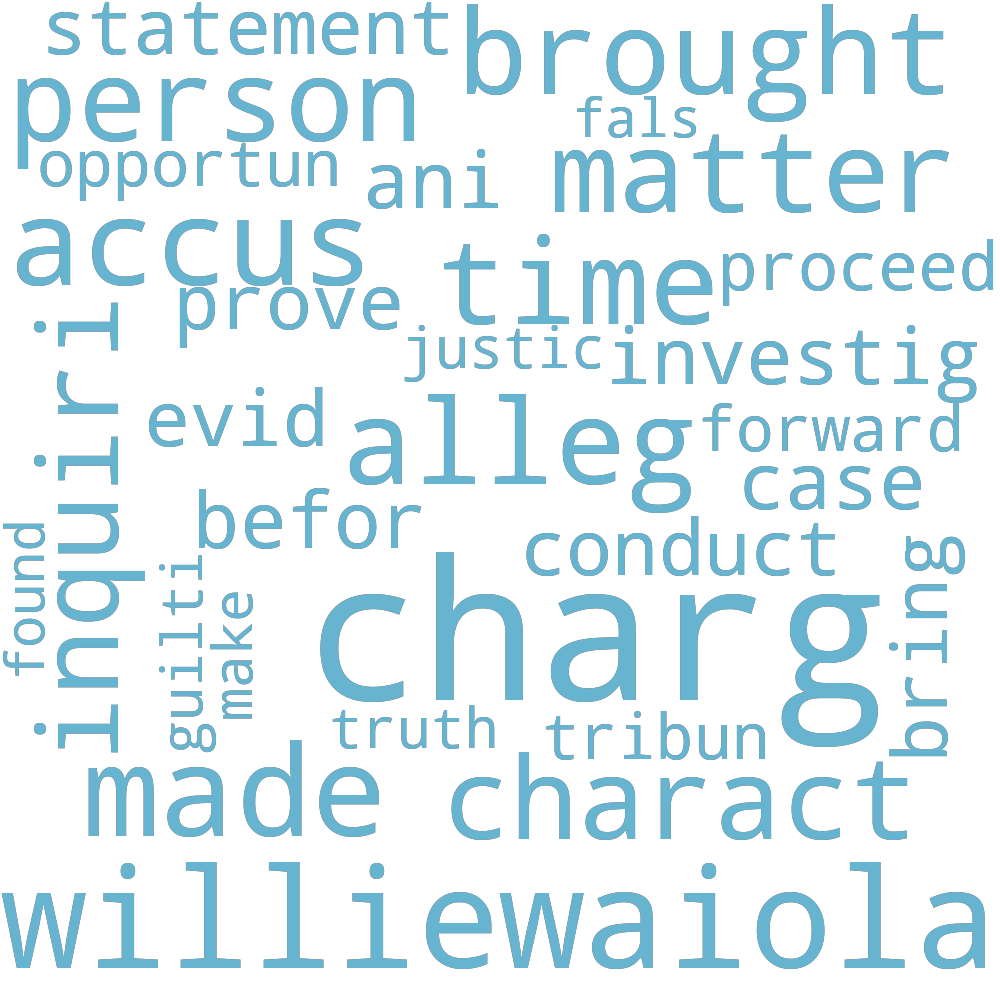 statement
brought
person
fals
opportun
ani
matter
accus
time
proceed
prove
justic
investig
inquiri
evid
alleg
forward
case
befor
conduct
found
guilti
make
charg
bring
truth
tribun
made
charact
williewaiola